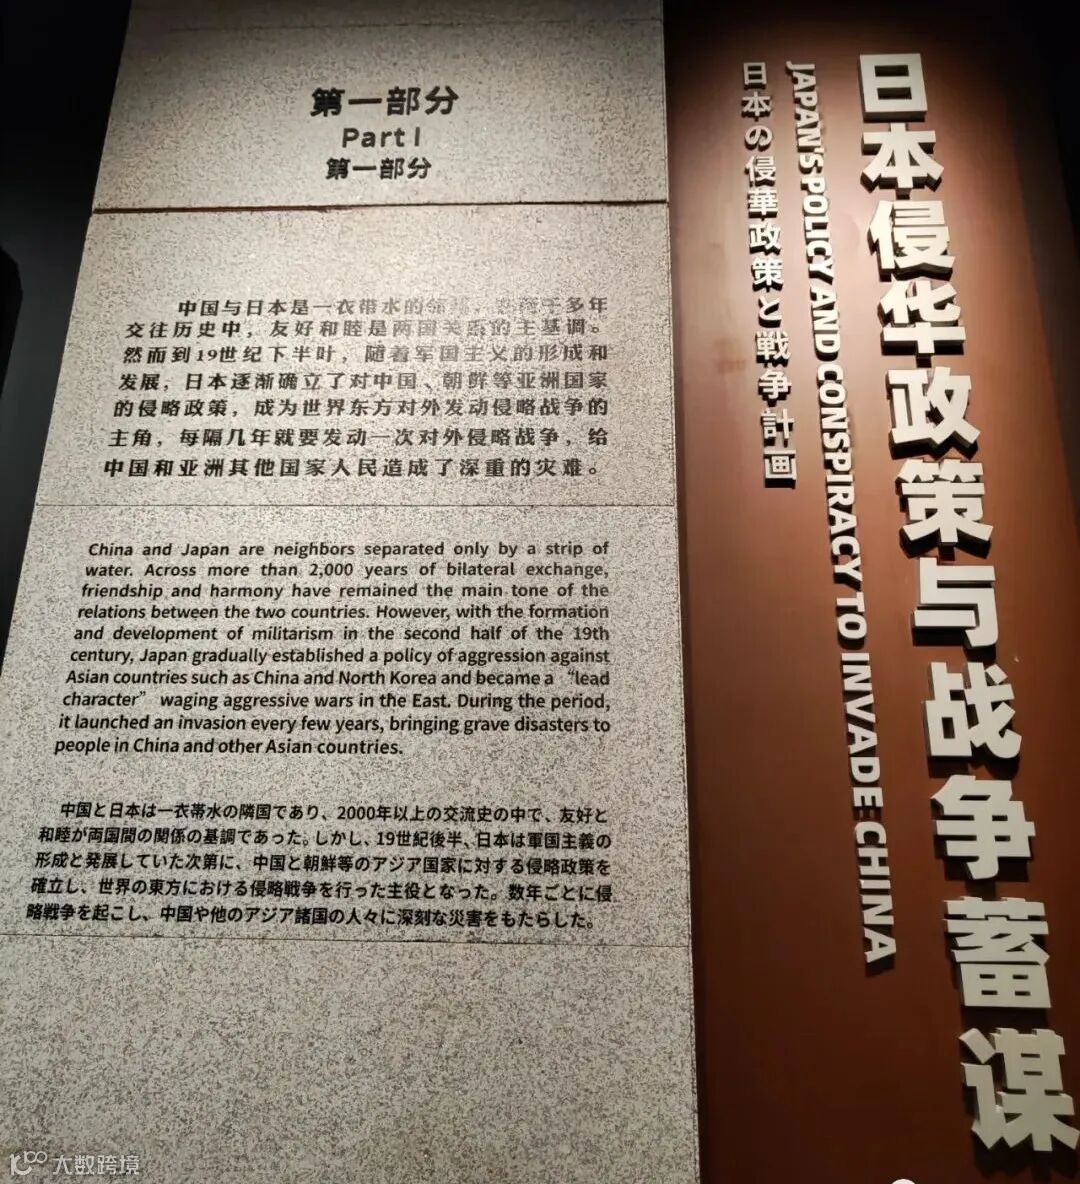 第一部分
Part I
第一部分
中国与日本是一衣带水的 千多年
交往历史中，友好和睦是两国关系的主基调。
然而到19世纪下半叶，随着军国主义的形成和
发展，日本逐渐确立了对中国、朝鲜等亚洲国家
的侵略政策，成为世界东方对外发动侵略战争的
主角，每隔几年就要发动一次对外侵略战争，给
中国和亚洲其他国家人民造成了深重的灾难。
China and Japan are neighbors separated only by a strip of
water. Across more than 2,000 years of bilateral exchange,
friendship and harmony have remained the main tone of the
relations between the two countries. However, with the formation
and development of militarism in the second half of the 19th
century, Japan gradually established a policy of aggression against
Asian countries such as China and North Korea and became a “lead
character” waging aggressive wars in the East. During the period,
it launched an invasion every few years, bringing grave disasters to
people in China and other Asian countries.
中国と日本は一衣帯水の隣国であり、2000年以上の交流史の中で、友好と
和睦が両国間の関係の基調であった。しかし、19世紀後半、日本は軍国主義の
形成と発展していた次第に、中国と朝鮮等のアジア国家に対する侵略政策を
確立し、世界の東方における侵略戦争を行った主役となった。数年ごとに侵
略戦争を起こし、中国や他のアジア諸国の人々に深刻な災害をもたらした。
日本侵华政策与战争蓄谋
JAPAN'S POLICY AND CONSPIRACY TO INVADE CHINA
日本の侵華政策と戦争計画
大数跨境